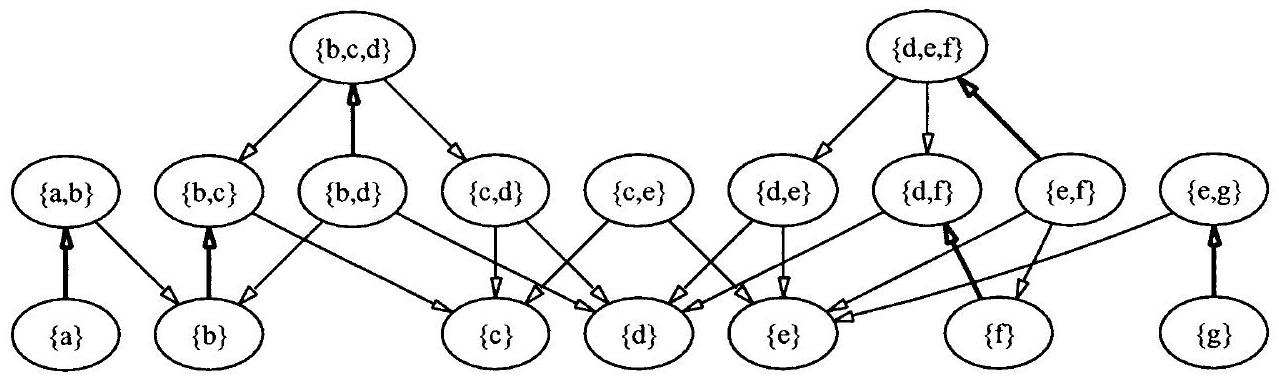 {b,c,d} {d,e,f}
{a,b} {b,c} {b,d} {c,d} {c,e} {d,e} {d,f} {e,f} {e,g}
{a} {b} {c} {d} {e} {f} {g}